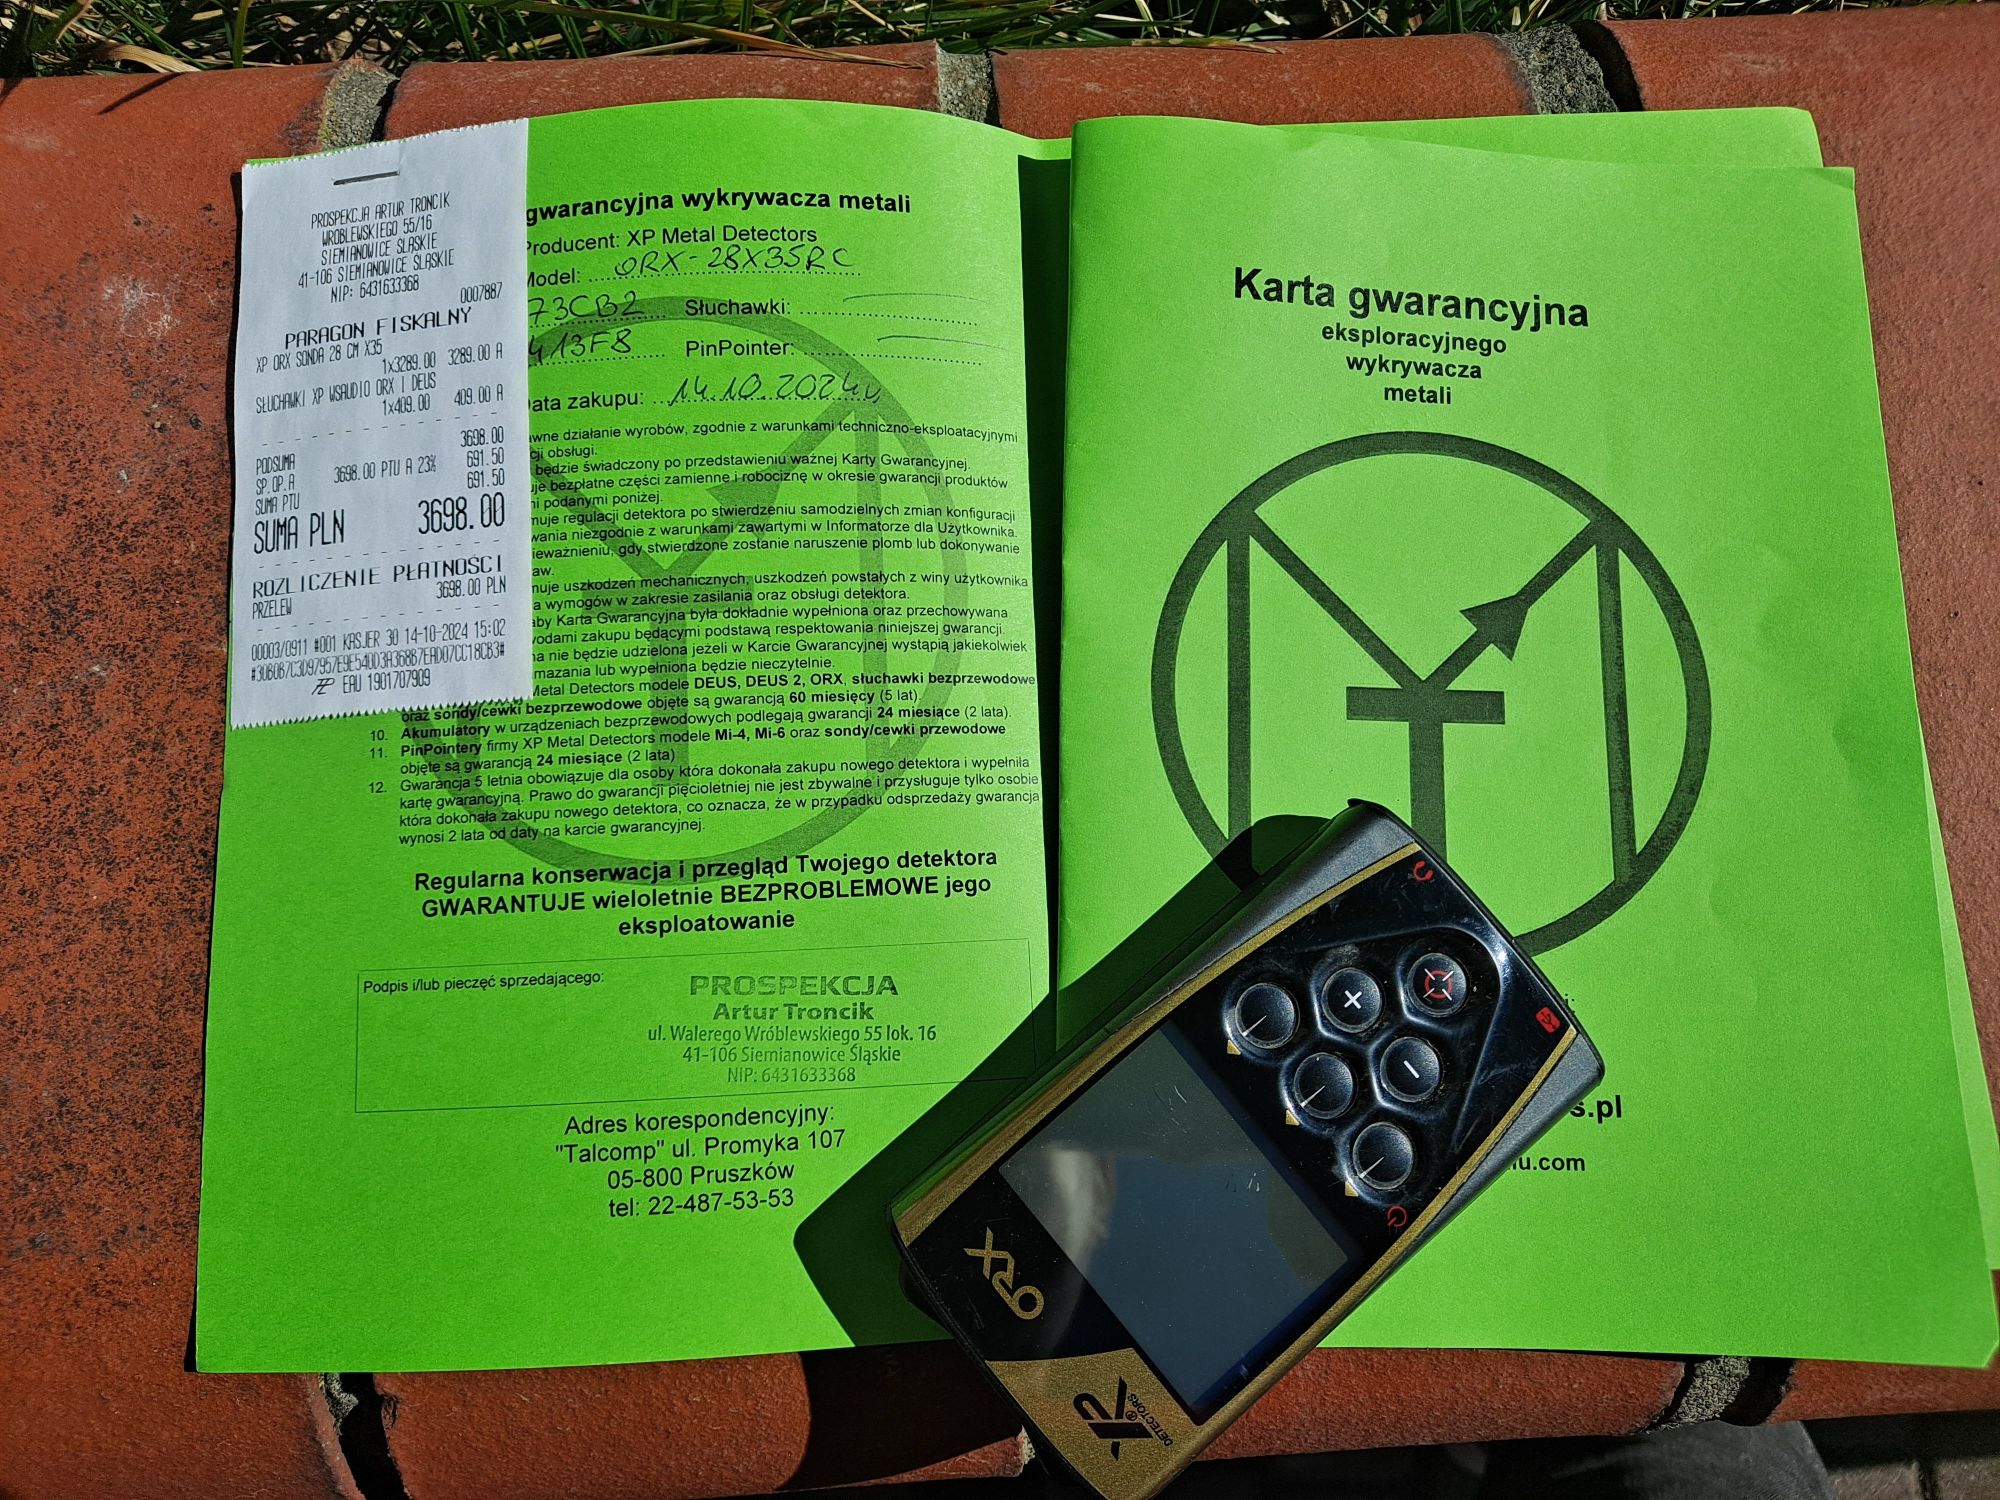 PROSPEKCJA ARTUR TRONCIK
WRÓBLEWSKIEGO 55/16
SIEMIANOWICE ŚLĄSKIE
41-106 SIEMIANOWICE ŚLĄSKIE
NIP: 6431633368
0007887
PARAGON FISKALNY
XP ORX SONDA 28 CM X35
1x3289.00 3289.00 A
SŁUCHAWKI XP WSAUDIO ORX I DEUS
1x409.00 409.00 A
PODSUMA 3698.00
SP.OP.A 3698.00 PTU A 23% 691.50
SUMA PTU 691.50
SUMA PLN 3698.00
ROZLICZENIE PŁATNOŚCI
PRZELEW 3698.00 PLN
00003/0911 #001 KASJER 30 14-10-2024 15:02
EAU 1901707909
gwarancyjna wykrywacza metali
Producent: XP Metal Detectors
Model: ORX-28X35RC
73CB2 Słuchawki:
413F8 PinPointer:
Data zakupu: 14.10.2024r
wne działanie wyrobów, zgodnie z warunkami techniczno-eksploatacyjnymi
cji obsługi.
będzie świadczony po przedstawieniu ważnej Karty Gwarancyjnej.
uje bezpłatne części zamienne i robociznę w okresie gwarancji produktów
i podanymi poniżej.
muje regulacji detektora po stwierdzeniu samodzielnych zmian konfiguracji
wania niezgodnie z warunkami zawartymi w Informatorze dla Użytkownika.
ieważnieniu, gdy stwierdzone zostanie naruszenie plomb lub dokonywanie
aw.
muje uszkodzeń mechanicznych, uszkodzeń powstałych z winy użytkownika
a wymogów w zakresie zasilania oraz obsługi detektora.
aby Karta Gwarancyjna była dokładnie wypełniona oraz przechowywana
wodami zakupu będącymi podstawą respektowania niniejszej gwarancji.
na nie będzie udzielona jeżeli w Karcie Gwarancyjnej wystąpią jakiekolwiek
mazania lub wypełniona będzie nieczytelnie.
Metal Detectors modele DEUS, DEUS 2, ORX, słuchawki bezprzewodowe
oraz sondy/cewki bezprzewodowe objęte są gwarancją 60 miesięcy (5 lat).
10. Akumulatory w urządzeniach bezprzewodowych podlegają gwarancji 24 miesiące (2 lata).
11. PinPointery firmy XP Metal Detectors modele Mi-4, Mi-6 oraz sondy/cewki przewodowe
objęte są gwarancją 24 miesiące (2 lata)
12. Gwarancja 5 letnia obowiązuje dla osoby która dokonała zakupu nowego detektora i wypełniła
kartę gwarancyjną. Prawo do gwarancji pięcioletniej nie jest zbywalne i przysługuje tylko osobie
która dokonała zakupu nowego detektora, co oznacza, że w przypadku odsprzedaży gwarancja
wynosi 2 lata od daty na karcie gwarancyjnej.
Regularna konserwacja i przegląd Twojego detektora
GWARANTUJE wieloletnie BEZPROBLEMOWE jego
eksploatowanie
Podpis i/lub pieczęć sprzedającego:
PROSPEKCJA
Artur Troncik
ul. Walerego Wróblewskiego 55 lok. 16
41-106 Siemianowice Śląskie
NIP: 6431633368
Adres korespondencyjny:
"Talcomp" ul. Promyka 107
05-800 Pruszków
tel: 22-487-53-53
Karta gwarancyjna
eksploracyjnego
wykrywacza
metali
s.pl
u.com
ORX
XP®
DETECTORS